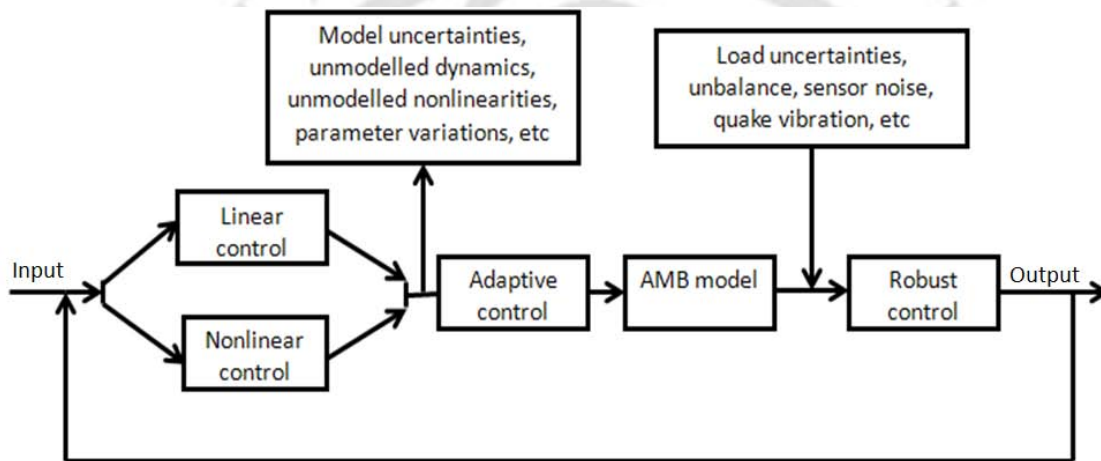 Model uncertainties,
unmodelled dynamics,
unmodelled nonlinearities,
parameter variations, etc
Load uncertainties,
unbalance, sensor noise,
quake vibration, etc
Linear
control
Input
Nonlinear
control
Adaptive
control
AMB model
Robust
control
Output